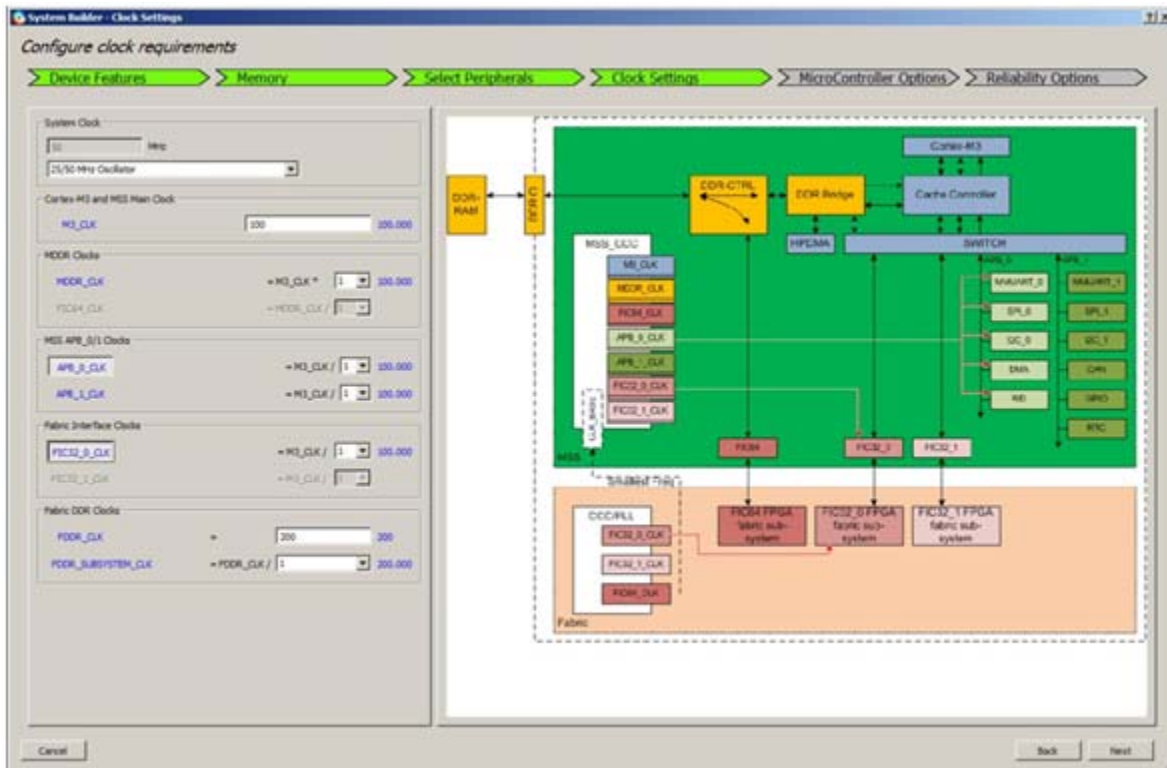 System Builder - Clock Settings
Configure clock requirements
Device Features
Memory
Select Peripherals
Clock Settings
MicroController Options
Reliability Options
System Clock
50 MHz
25/50 MHz Oscillator
Cortex-M3 and MSS Main Clock
M3_CLK 100 100.000
MDDR Clocks
MDDR_CLK = M3_CLK * 1 100.000
FIC64_CLK = MDDR_CLK /
MSS APB_0/1 Clocks
APB_0_CLK = M3_CLK / 1 100.000
APB_1_CLK = M3_CLK / 1 100.000
Fabric Interface Clocks
FIC32_0_CLK = M3_CLK / 1 100.000
FIC32_1_CLK = M3_CLK /
Fabric DDR Clocks
FDDR_CLK = 200 200
FDDR_SUBSYSTEM_CLK = FDDR_CLK / 1 200.000
Cortex-M3
DDR-RAM
DDR-CTRL
DDR Bridge
Cache Controller
HPDMA
SWITCH
MSS_CCC
M3_CLK
MDDR_CLK
FIC64_CLK
APB_0_CLK
APB_1_CLK
FIC32_0_CLK
FIC32_1_CLK
CLK_BASE
MMUART_0
MMUART_1
SPI_0
SPI_1
I2C_0
I2C_1
CAN
GPIO
RTC
FIC64
FIC32_0
FIC32_1
MSS
CCC/PLL
FIC32_0_CLK
FIC32_1_CLK
FIC64_CLK
FIC64 FPGA fabric sub-system
FIC32_0 FPGA fabric sub-system
FIC32_1 FPGA fabric sub-system
Fabric
Cancel
Back
Next